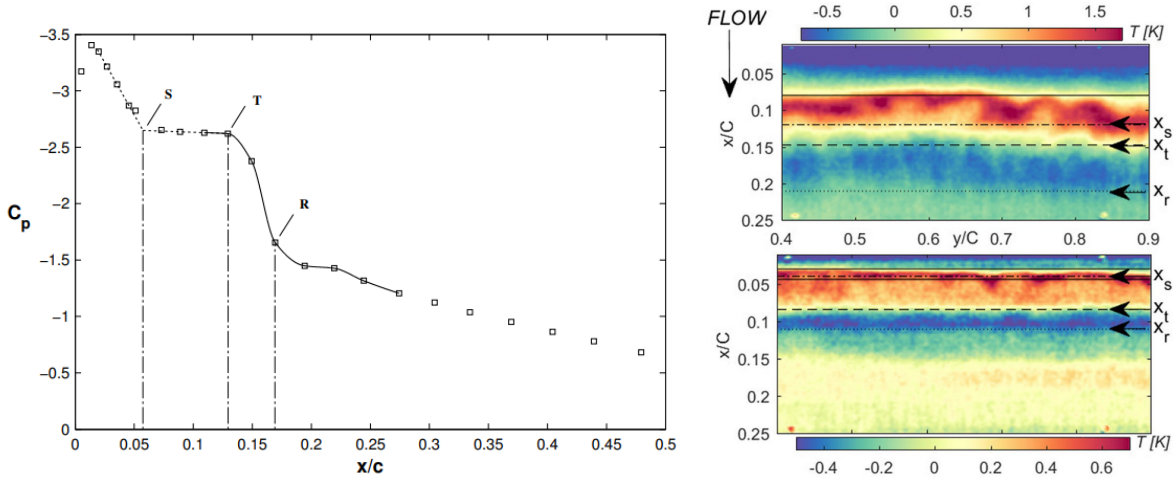 -3.5
-3
-2.5
-2
-1.5
-1
-0.5
0
C_p
S
T
R
0 0.05 0.1 0.15 0.2 0.25 0.3 0.35 0.4 0.45 0.5
x/c
FLOW
-0.5 0 0.5 1 1.5 T [K]
0.05
0.1
0.15
0.2
0.25
x/C
x_s
x_t
x_r
0.4 0.5 0.6 y/C 0.7 0.8 0.9
0.05
0.1
0.15
0.2
0.25
x/C
x_s
x_t
x_r
-0.4 -0.2 0 0.2 0.4 0.6 T [K]